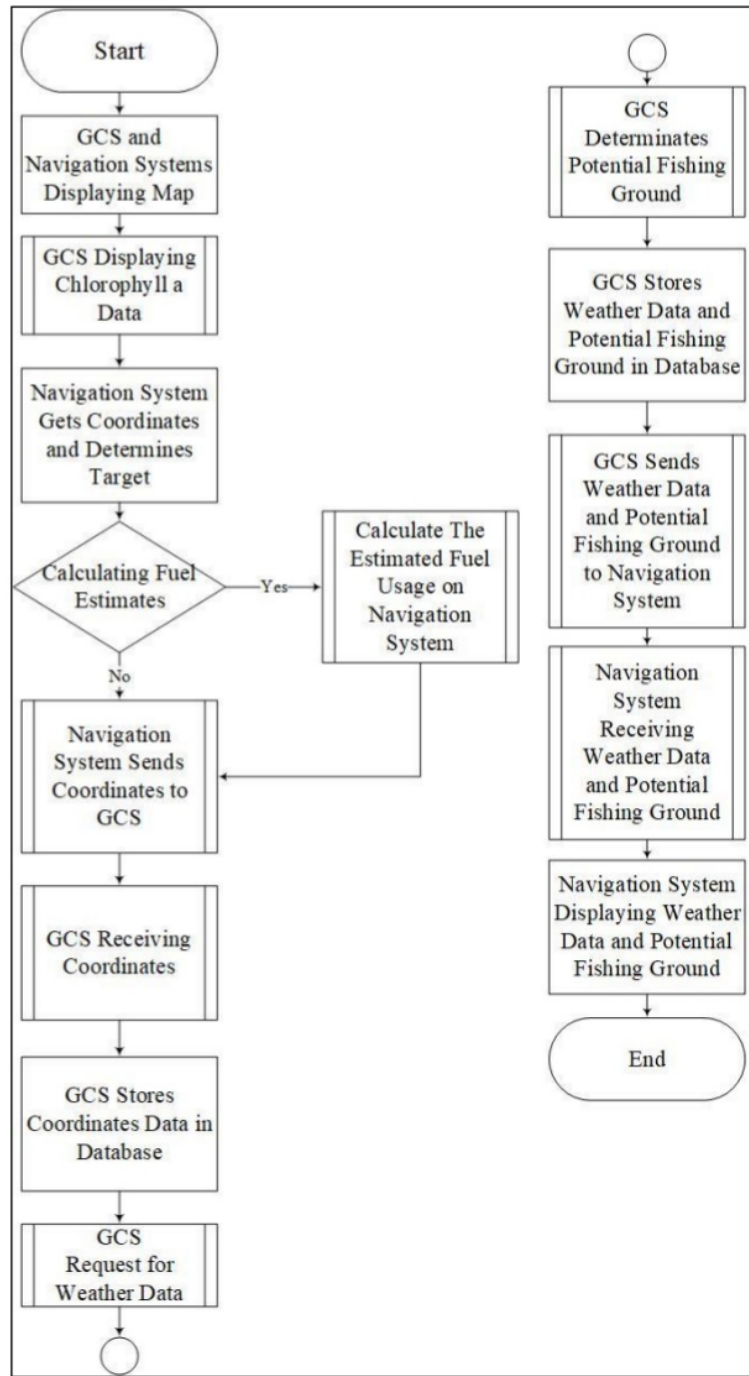 Start
GCS and
Navigation Systems
Displaying Map
GCS Displaying
Chlorophyll a
Data
Navigation System
Gets Coordinates
and Determines
Target
Calculating Fuel
Estimates
Yes
Calculate The
Estimated Fuel
Usage on
Navigation
System
No
Navigation
System Sends
Coordinates to
GCS
GCS Receiving
Coordinates
GCS Stores
Coordinates Data in
Database
GCS
Request for
Weather Data
GCS
Determinates
Potential Fishing
Ground
GCS Stores
Weather Data and
Potential Fishing
Ground in Database
GCS Sends
Weather Data
and Potential
Fishing Ground
to Navigation
System
Navigation
System
Receiving
Weather Data
and Potential
Fishing Ground
Navigation System
Displaying Weather
Data and Potential
Fishing Ground
End